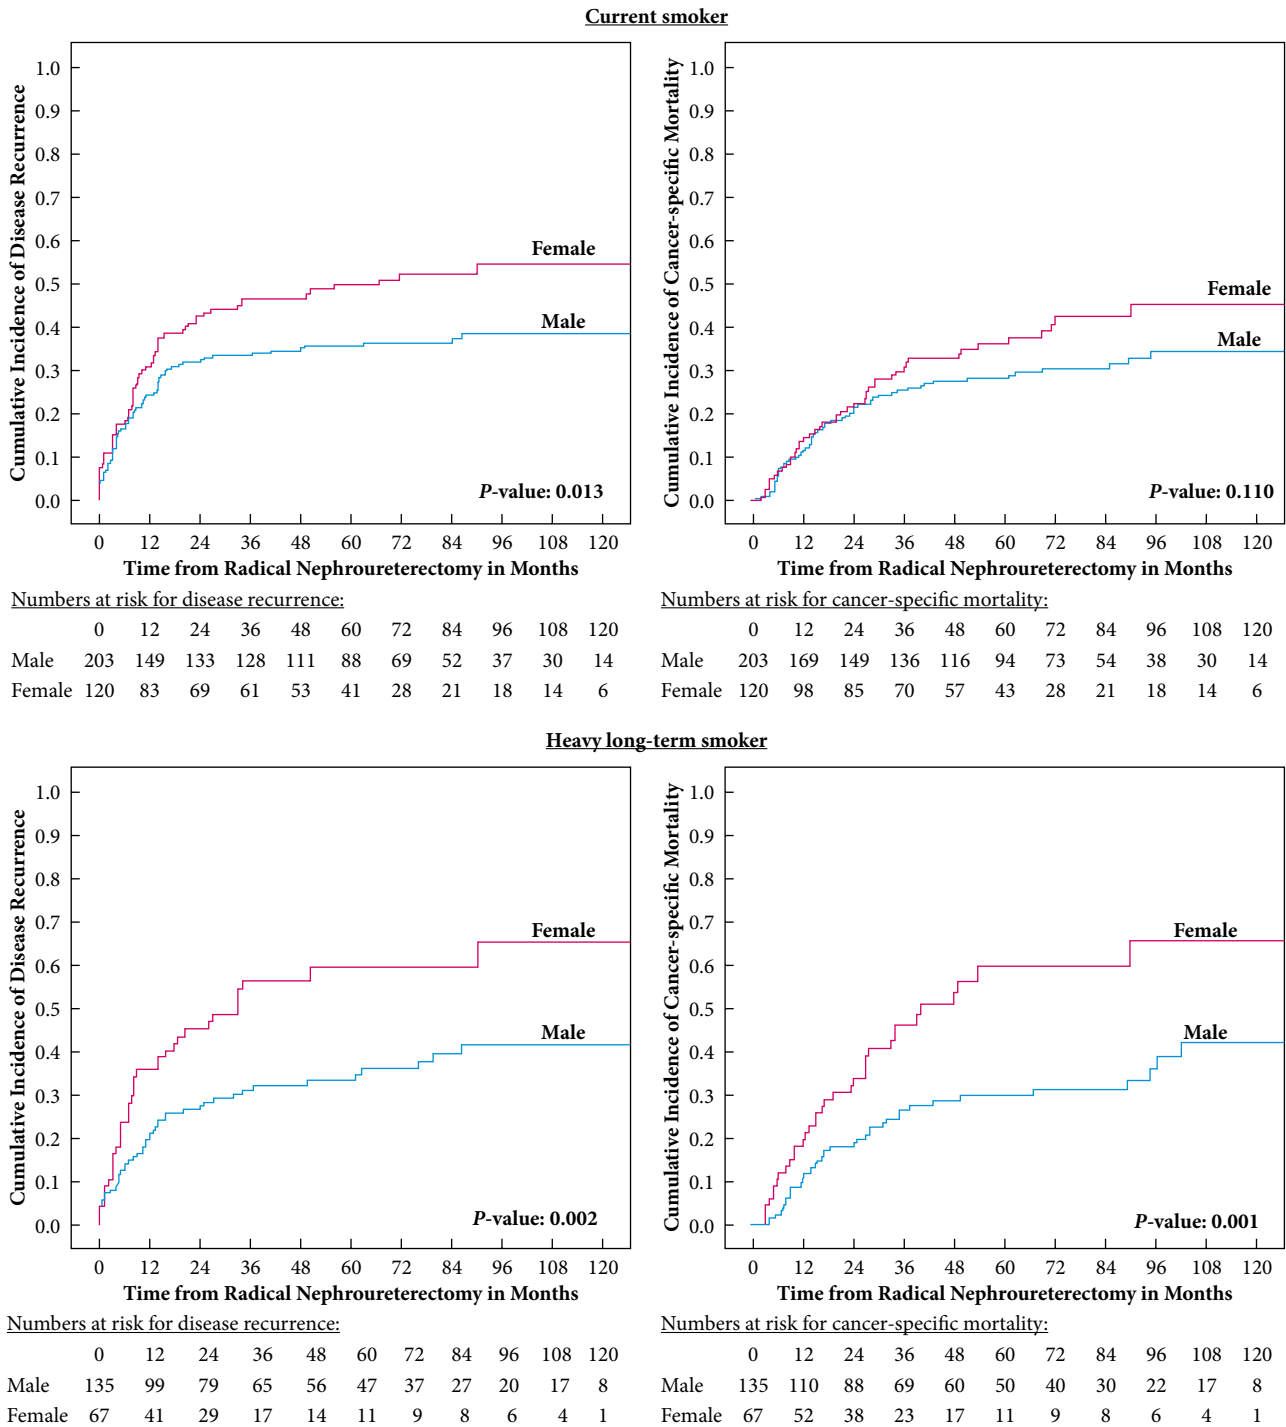 Current smoker
Cumulative Incidence of Disease Recurrence
1.0
0.9
0.8
0.7
0.6
0.5
0.4
0.3
0.2
0.1
0.0
Female
Male
P-value: 0.013
0 12 24 36 48 60 72 84 96 108 120
Time from Radical Nephroureterectomy in Months
Numbers at risk for disease recurrence:
0 12 24 36 48 60 72 84 96 108 120
Male 203 149 133 128 111 88 69 52 37 30 14
Female 120 83 69 61 53 41 28 21 18 14 6
Cumulative Incidence of Cancer-specific Mortality
1.0
0.9
0.8
0.7
0.6
0.5
0.4
0.3
0.2
0.1
0.0
Female
Male
P-value: 0.110
0 12 24 36 48 60 72 84 96 108 120
Time from Radical Nephroureterectomy in Months
Numbers at risk for cancer-specific mortality:
0 12 24 36 48 60 72 84 96 108 120
Male 203 169 149 136 116 94 73 54 38 30 14
Female 120 98 85 70 57 43 28 21 18 14 6
Heavy long-term smoker
Cumulative Incidence of Disease Recurrence
1.0
0.9
0.8
0.7
0.6
0.5
0.4
0.3
0.2
0.1
0.0
Female
Male
P-value: 0.002
0 12 24 36 48 60 72 84 96 108 120
Time from Radical Nephroureterectomy in Months
Numbers at risk for disease recurrence:
0 12 24 36 48 60 72 84 96 108 120
Male 135 99 79 65 56 47 37 27 20 17 8
Female 67 41 29 17 14 11 9 8 6 4 1
Cumulative Incidence of Cancer-specific Mortality
1.0
0.9
0.8
0.7
0.6
0.5
0.4
0.3
0.2
0.1
0.0
Female
Male
P-value: 0.001
0 12 24 36 48 60 72 84 96 108 120
Time from Radical Nephroureterectomy in Months
Numbers at risk for cancer-specific mortality:
0 12 24 36 48 60 72 84 96 108 120
Male 135 110 88 69 60 50 40 30 22 17 8
Female 67 52 38 23 17 11 9 8 6 4 1